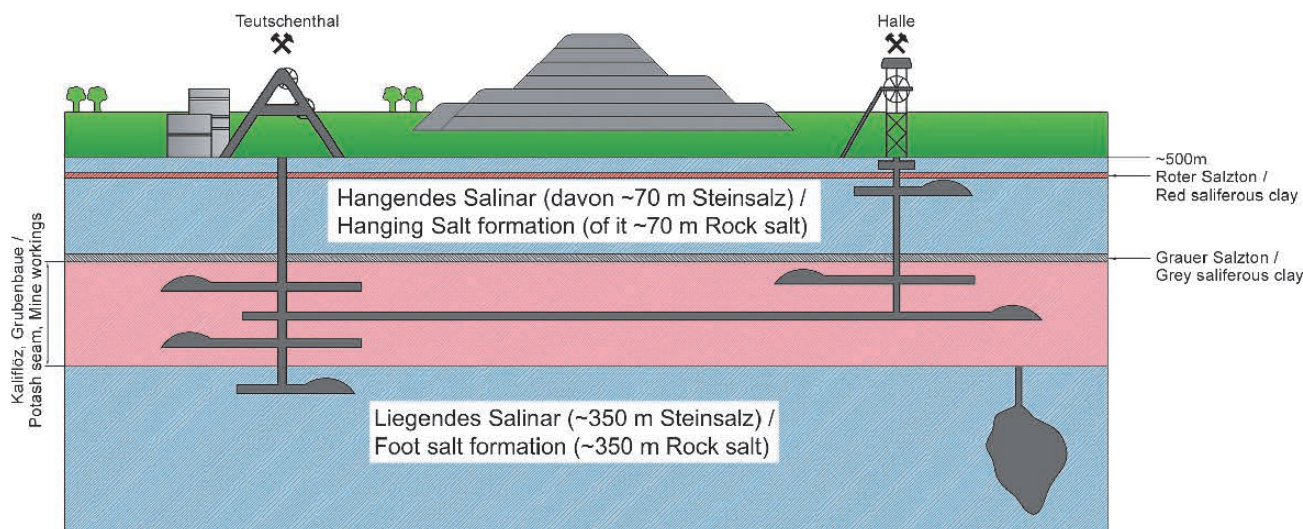 Teutschenthal
Halle
~500m
Roter Salzton /
Red saliferous clay
Hangendes Salinar (davon ~70 m Steinsalz) /
Hanging Salt formation (of it ~70 m Rock salt)
Grauer Salzton /
Grey saliferous clay
Kaliflöz, Grubenbaue /
Potash seam, Mine workings
Liegendes Salinar (~350 m Steinsalz) /
Foot salt formation (~350 m Rock salt)